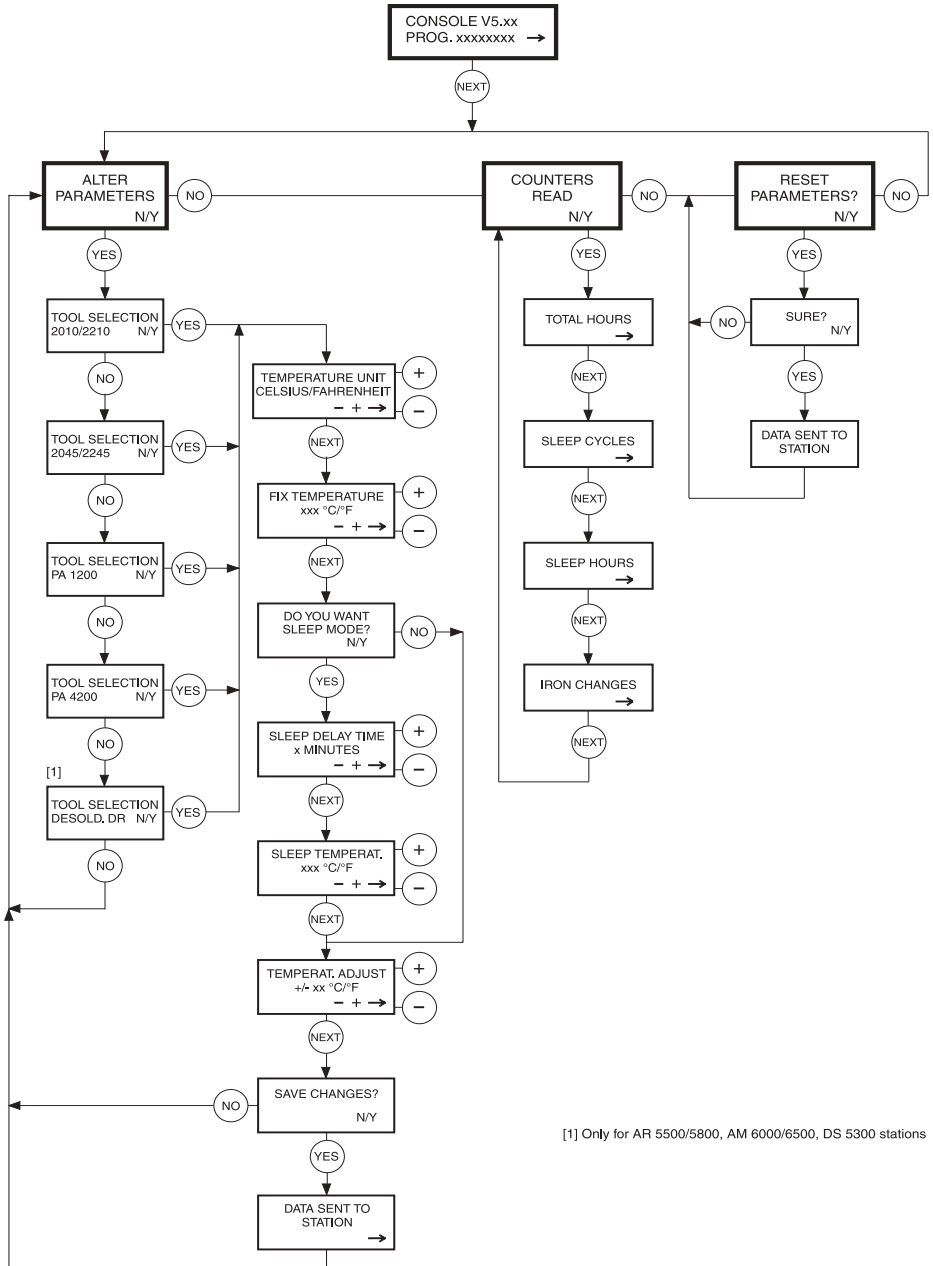 CONSOLE V5.xx
PROG. xxxxxxxx →
NEXT
ALTER
PARAMETERS
N/Y
NO
YES
TOOL SELECTION
2010/2210 N/Y
YES
NO
TOOL SELECTION
2045/2245 N/Y
YES
NO
TOOL SELECTION
PA 1200 N/Y
YES
NO
TOOL SELECTION
PA 4200 N/Y
YES
NO
[1]
TOOL SELECTION
DESOLD. DR N/Y
YES
NO
TEMPERATURE UNIT
CELSIUS/FAHRENHEIT
− + →
+
−
NEXT
FIX TEMPERATURE
xxx °C/°F
− + →
+
−
NEXT
DO YOU WANT
SLEEP MODE?
N/Y
NO
YES
SLEEP DELAY TIME
x MINUTES
− + →
+
−
NEXT
SLEEP TEMPERAT.
xxx °C/°F
− + →
+
−
NEXT
TEMPERAT. ADJUST
+/- xx °C/°F
− + →
+
−
NEXT
SAVE CHANGES?
N/Y
NO
YES
DATA SENT TO
STATION
→
COUNTERS
READ
N/Y
NO
YES
TOTAL HOURS
→
NEXT
SLEEP CYCLES
→
NEXT
SLEEP HOURS
→
NEXT
IRON CHANGES
→
NEXT
RESET
PARAMETERS?
N/Y
NO
YES
SURE?
N/Y
NO
YES
DATA SENT TO
STATION
[1] Only for AR 5500/5800, AM 6000/6500, DS 5300 stations